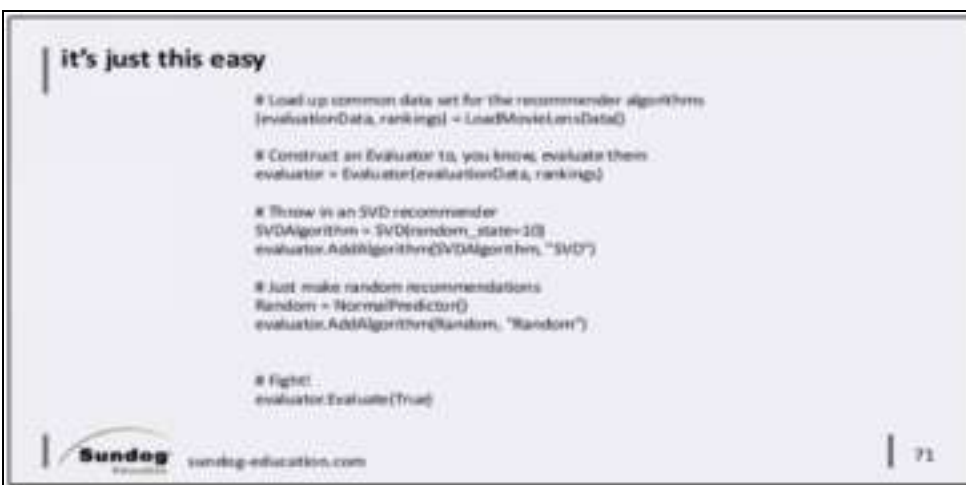 it's just this easy
# Load up common data set for the recommender algorithms
(evaluationData, rankings) = LoadMovieLensData()
# Construct an Evaluator to, you know, evaluate them
evaluator = Evaluator(evaluationData, rankings)
# Throw in an SVD recommender
SVDAlgorithm = SVD(random_state=10)
evaluator.AddAlgorithm(SVDAlgorithm, "SVD")
# Just make random recommendations
Random = NormalPredictor()
evaluator.AddAlgorithm(Random, "Random")
# Fight!
evaluator.Evaluate(True)
Sundog
Education
sundog-education.com
71